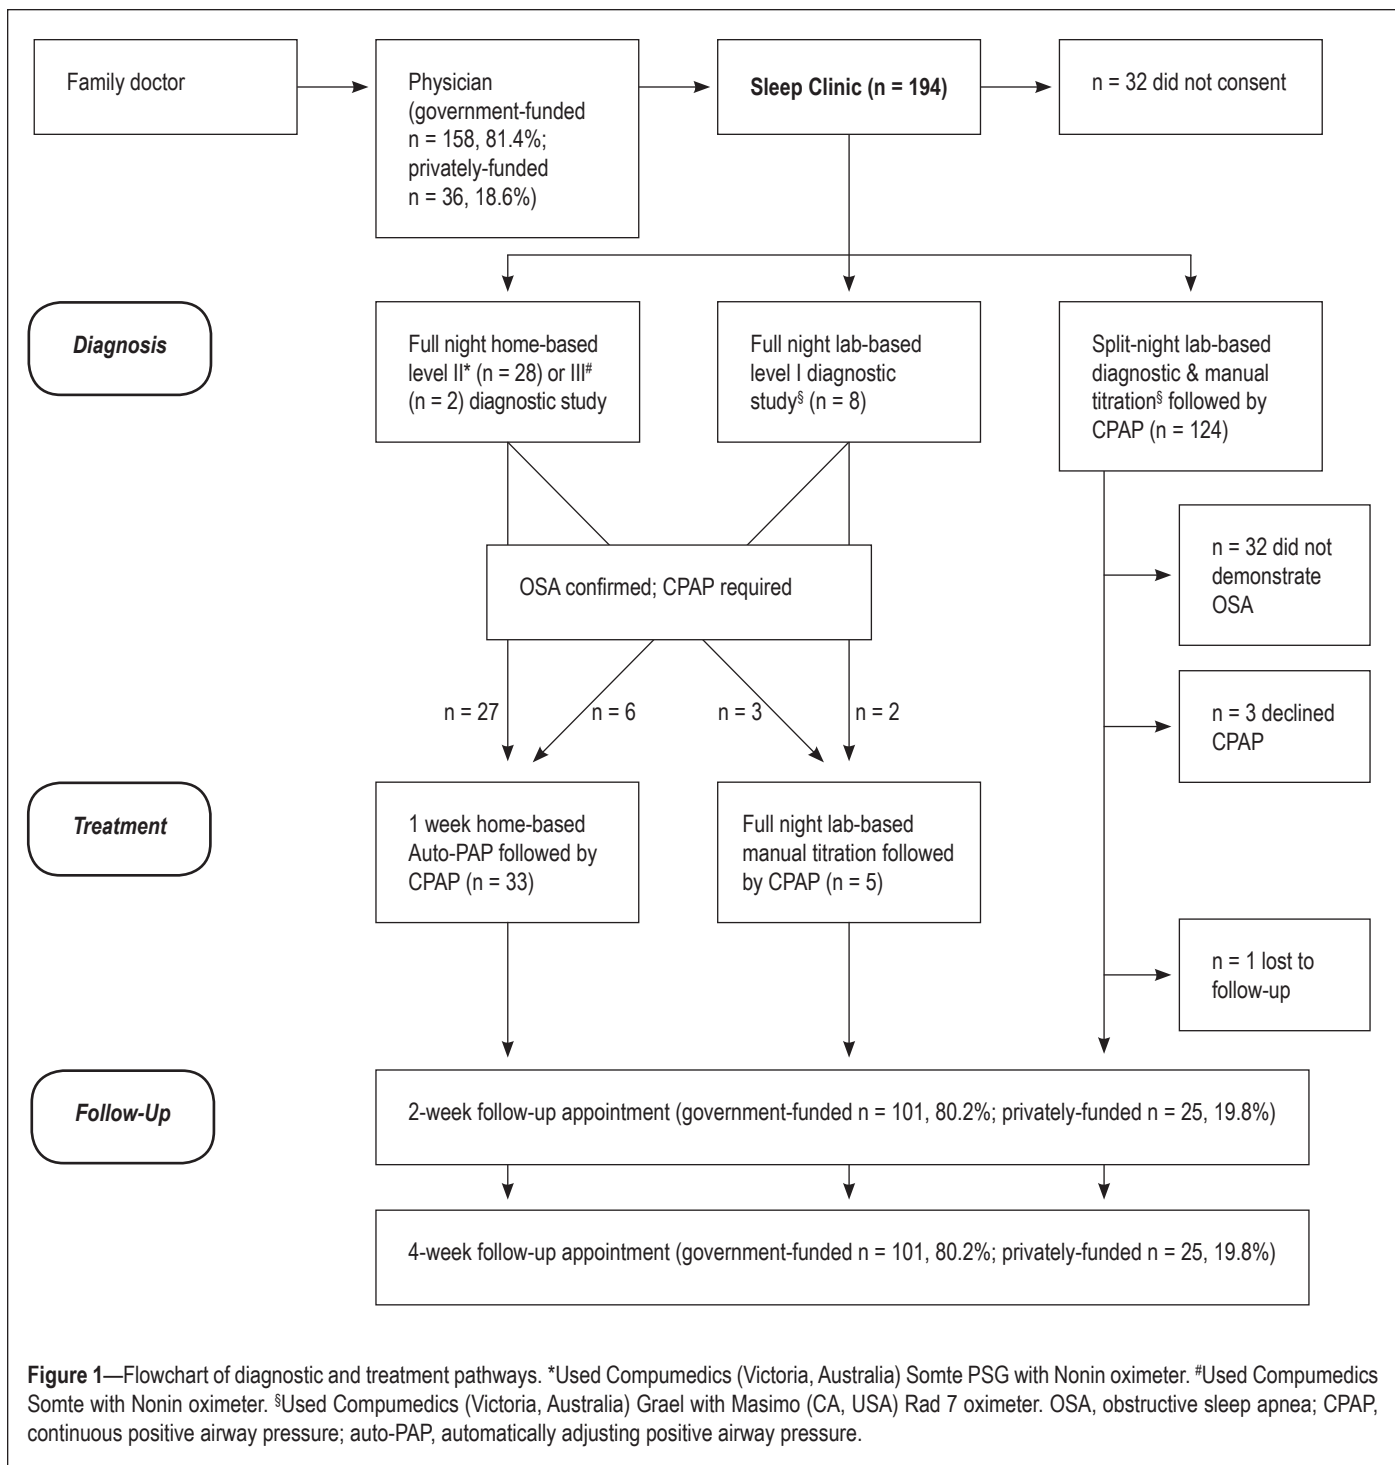 Family doctor
Physician
(government-funded
n = 158, 81.4%;
privately-funded
n = 36, 18.6%)
Sleep Clinic (n = 194)
n = 32 did not consent
Diagnosis
Full night home-based
level II* (n = 28) or III#
(n = 2) diagnostic study
Full night lab-based
level I diagnostic
study§ (n = 8)
Split-night lab-based
diagnostic & manual
titration§ followed by
CPAP (n = 124)
n = 32 did not
demonstrate
OSA
OSA confirmed; CPAP required
n = 3 declined
CPAP
n = 27
n = 6
n = 3
n = 2
Treatment
1 week home-based
Auto-PAP followed by
CPAP (n = 33)
Full night lab-based
manual titration followed
by CPAP (n = 5)
n = 1 lost to
follow-up
Follow-Up
2-week follow-up appointment (government-funded n = 101, 80.2%; privately-funded n = 25, 19.8%)
4-week follow-up appointment (government-funded n = 101, 80.2%; privately-funded n = 25, 19.8%)
Figure 1—Flowchart of diagnostic and treatment pathways. *Used Compumedics (Victoria, Australia) Somte PSG with Nonin oximeter. #Used Compumedics
Somte with Nonin oximeter. §Used Compumedics (Victoria, Australia) Grael with Masimo (CA, USA) Rad 7 oximeter. OSA, obstructive sleep apnea; CPAP,
continuous positive airway pressure; auto-PAP, automatically adjusting positive airway pressure.